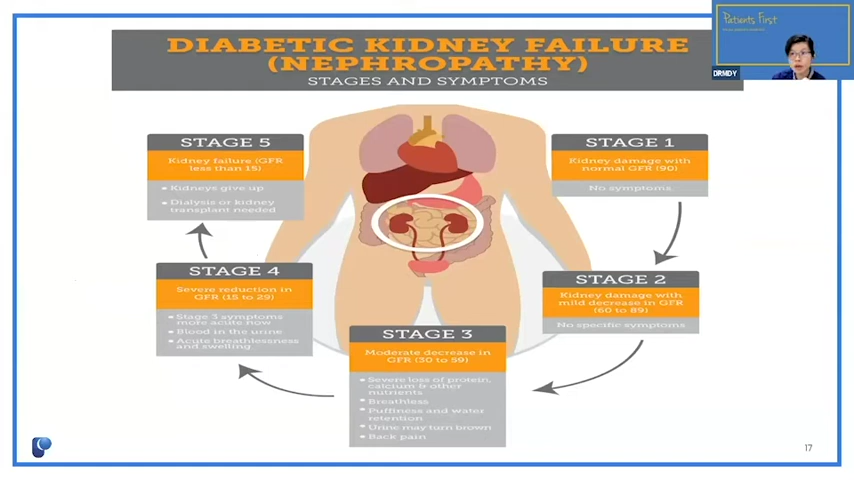 Patients First
DRMDY
DIABETIC KIDNEY FAILURE
(NEPHROPATHY)
STAGES AND SYMPTOMS
STAGE 1
Kidney damage with
normal GFR (90)
No symptoms.
STAGE 2
Kidney damage with
mild decrease in GFR
(60 to 89)
No specific symptoms
STAGE 3
Moderate decrease in
GFR (30 to 59)
• Severe loss of protein,
calcium & other
nutrients
• Breathless
• Puffiness and water
retention
• Urine may turn brown
• Back pain
STAGE 4
Severe reduction in
GFR (15 to 29)
• Stage 3 symptoms
more acute now
• Blood in the urine
• Acute breathlessness
and swelling
STAGE 5
Kidney failure (GFR
less than 15)
• Kidneys give up
• Dialysis or kidney
transplant needed
17